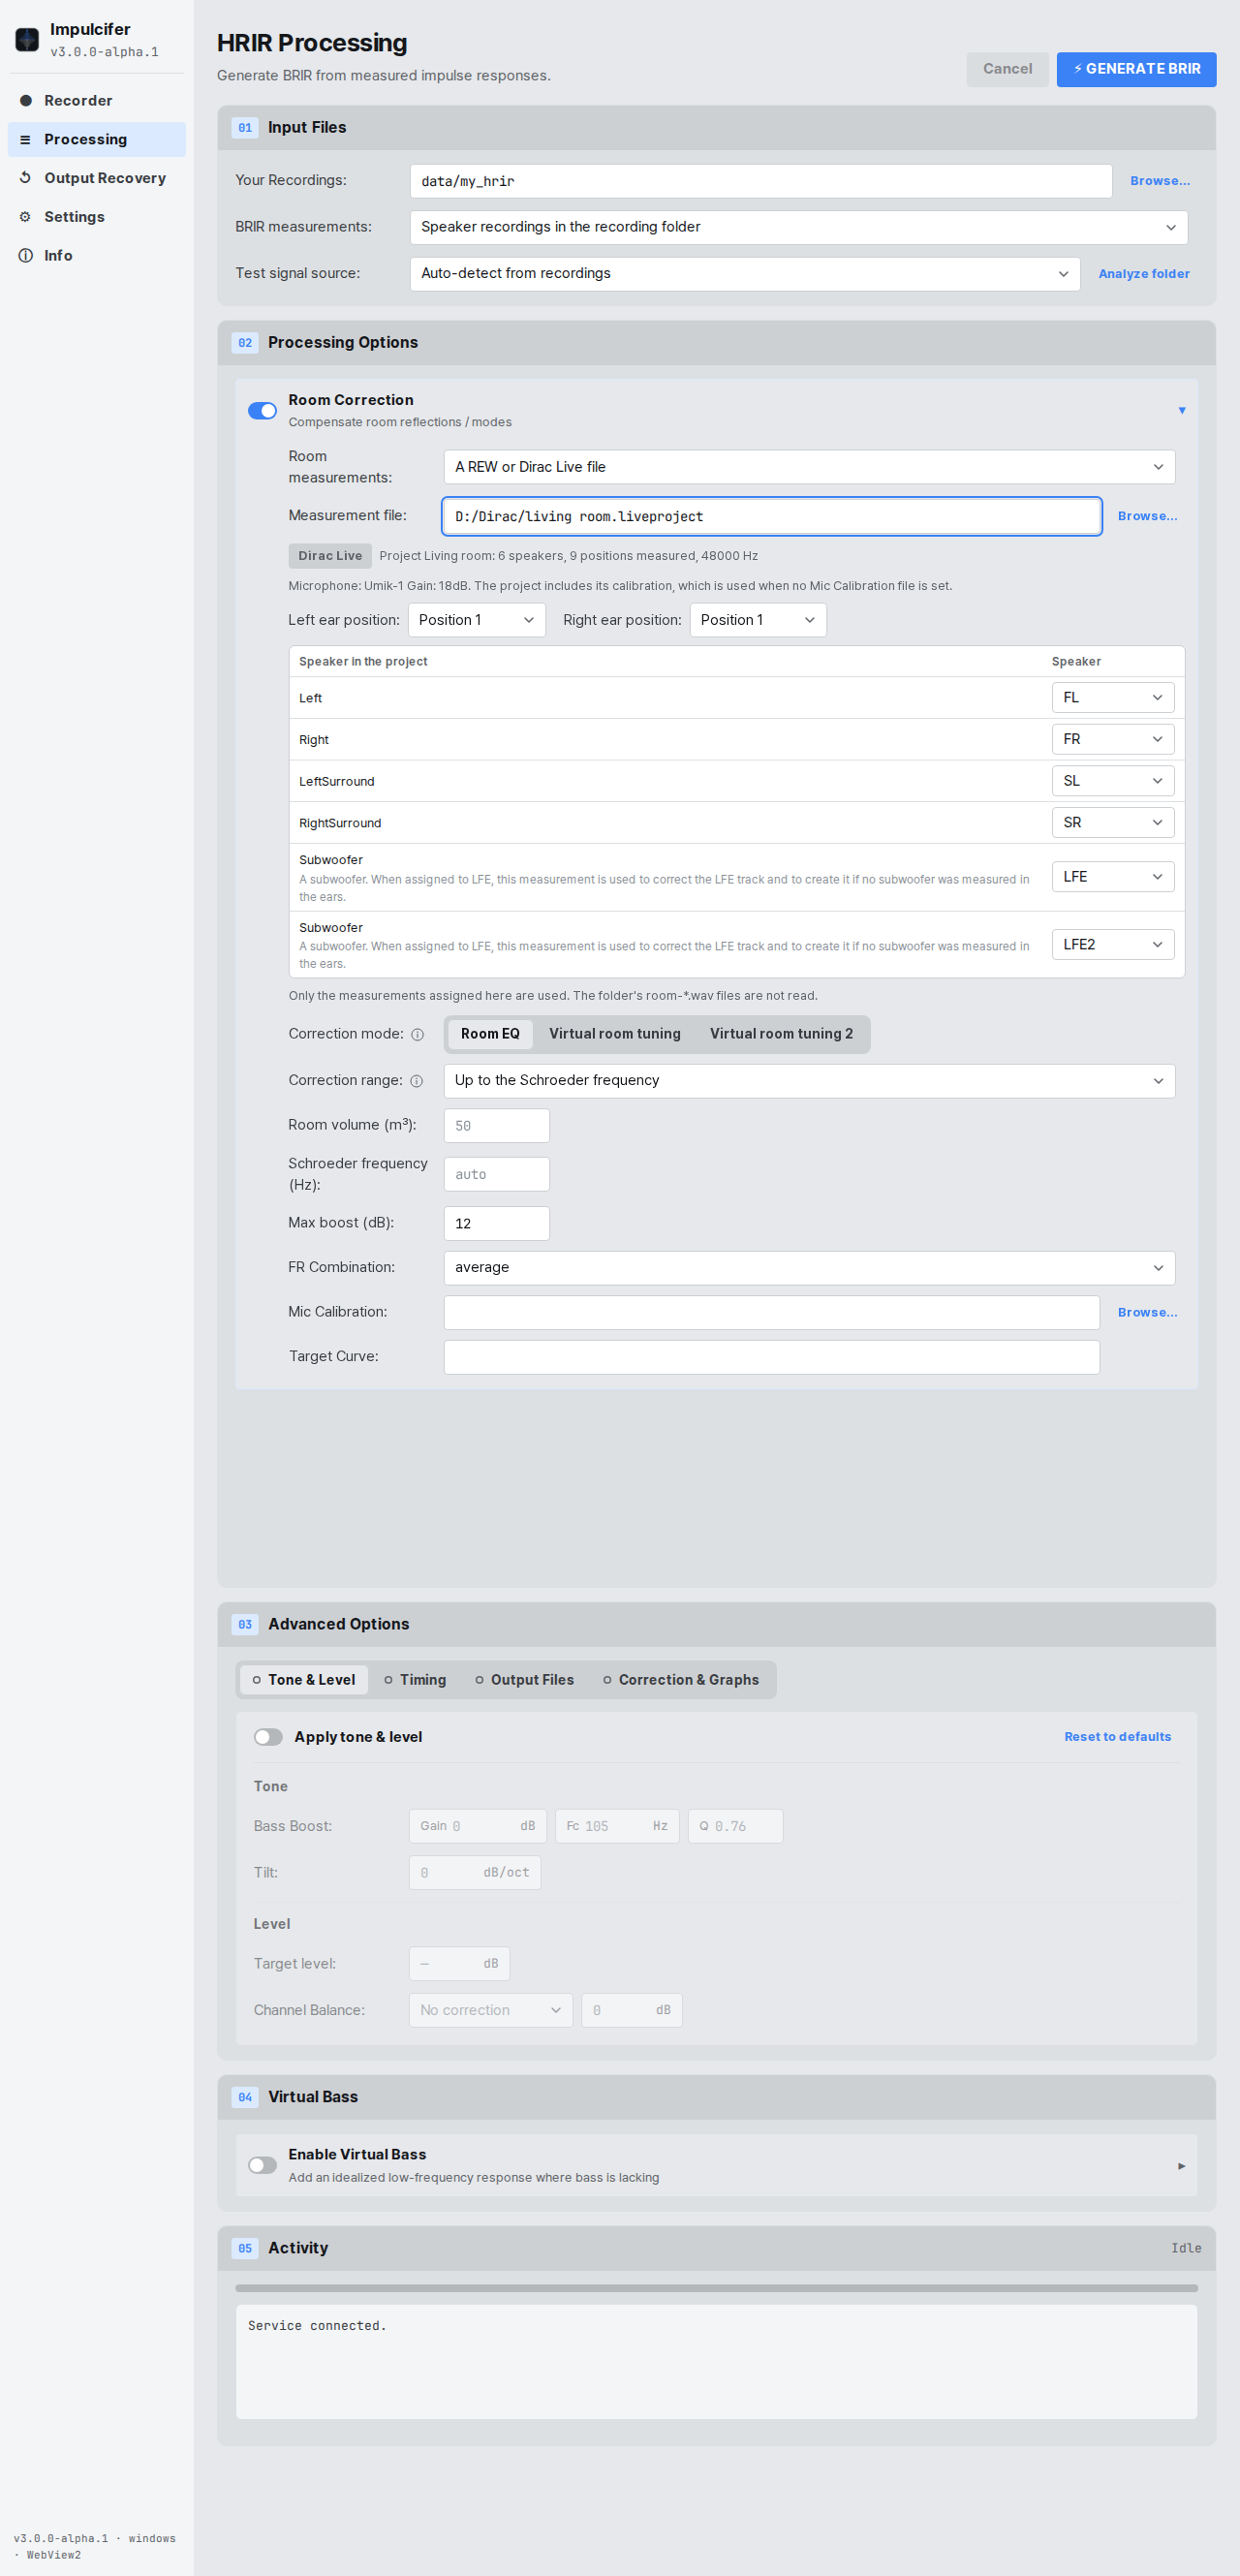 Impulcifer
v3.0.0-alpha.1
Recorder
Processing
Output Recovery
Settings
Info
HRIR Processing
Generate BRIR from measured impulse responses.
Cancel
⚡ GENERATE BRIR
01 Input Files
Your Recordings: data/my_hrir Browse...
BRIR measurements: Speaker recordings in the recording folder
Test signal source: Auto-detect from recordings Analyze folder
02 Processing Options
Room Correction
Compensate room reflections / modes
Room
measurements:
A REW or Dirac Live file
Measurement file: D:/Dirac/living room.liveproject Browse...
Dirac Live Project Living room: 6 speakers, 9 positions measured, 48000 Hz
Microphone: Umik-1 Gain: 18dB. The project includes its calibration, which is used when no Mic Calibration file is set.
Left ear position: Position 1 Right ear position: Position 1
Speaker in the project Speaker
Left FL
Right FR
LeftSurround SL
RightSurround SR
Subwoofer
A subwoofer. When assigned to LFE, this measurement is used to correct the LFE track and to create it if no subwoofer was measured in
the ears.
LFE
Subwoofer
A subwoofer. When assigned to LFE, this measurement is used to correct the LFE track and to create it if no subwoofer was measured in
the ears.
LFE2
Only the measurements assigned here are used. The folder's room-*.wav files are not read.
Correction mode: Room EQ Virtual room tuning Virtual room tuning 2
Correction range: Up to the Schroeder frequency
Room volume (m³): 50
Schroeder frequency
(Hz):
auto
Max boost (dB): 12
FR Combination: average
Mic Calibration: Browse...
Target Curve:
03 Advanced Options
Tone & Level Timing Output Files Correction & Graphs
Apply tone & level Reset to defaults
Tone
Bass Boost: Gain 0 dB Fc 105 Hz Q 0.76
Tilt: 0 dB/oct
Level
Target level: — dB
Channel Balance: No correction 0 dB
04 Virtual Bass
Enable Virtual Bass
Add an idealized low-frequency response where bass is lacking
05 Activity Idle
Service connected.
v3.0.0-alpha.1 · windows
· WebView2